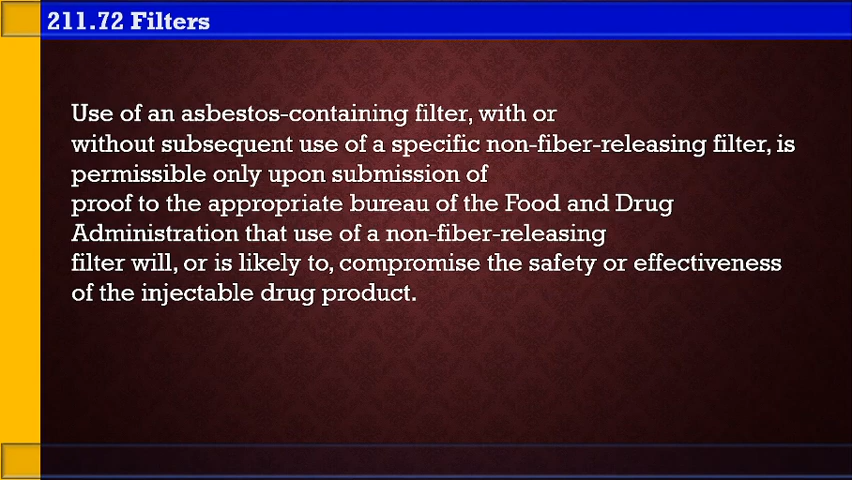 211.72 Filters
Use of an asbestos-containing filter, with or
without subsequent use of a specific non-fiber-releasing filter, is
permissible only upon submission of
proof to the appropriate bureau of the Food and Drug
Administration that use of a non-fiber-releasing
filter will, or is likely to, compromise the safety or effectiveness
of the injectable drug product.